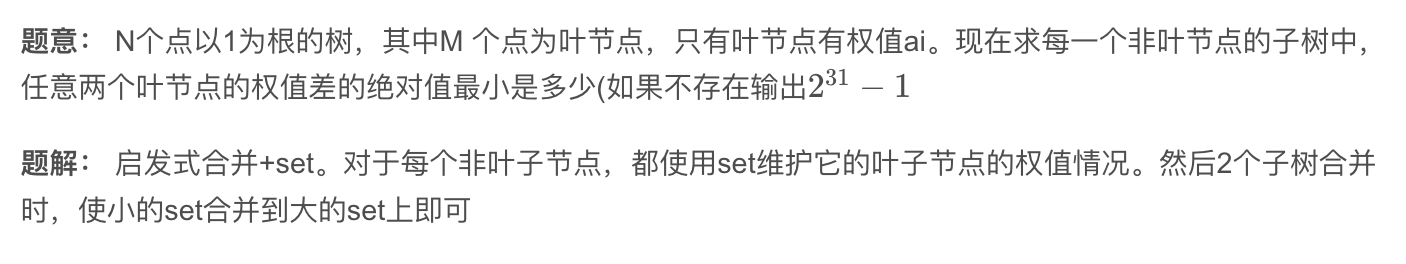 题意： N个点以1为根的树，其中M 个点为叶节点，只有叶节点有权值ai。现在求每一个非叶节点的子树中，
任意两个叶节点的权值差的绝对值最小是多少(如果不存在输出2^{31} − 1
题解： 启发式合并+set。对于每个非叶子节点，都使用set维护它的叶子节点的权值情况。然后2个子树合并
时，使小的set合并到大的set上即可